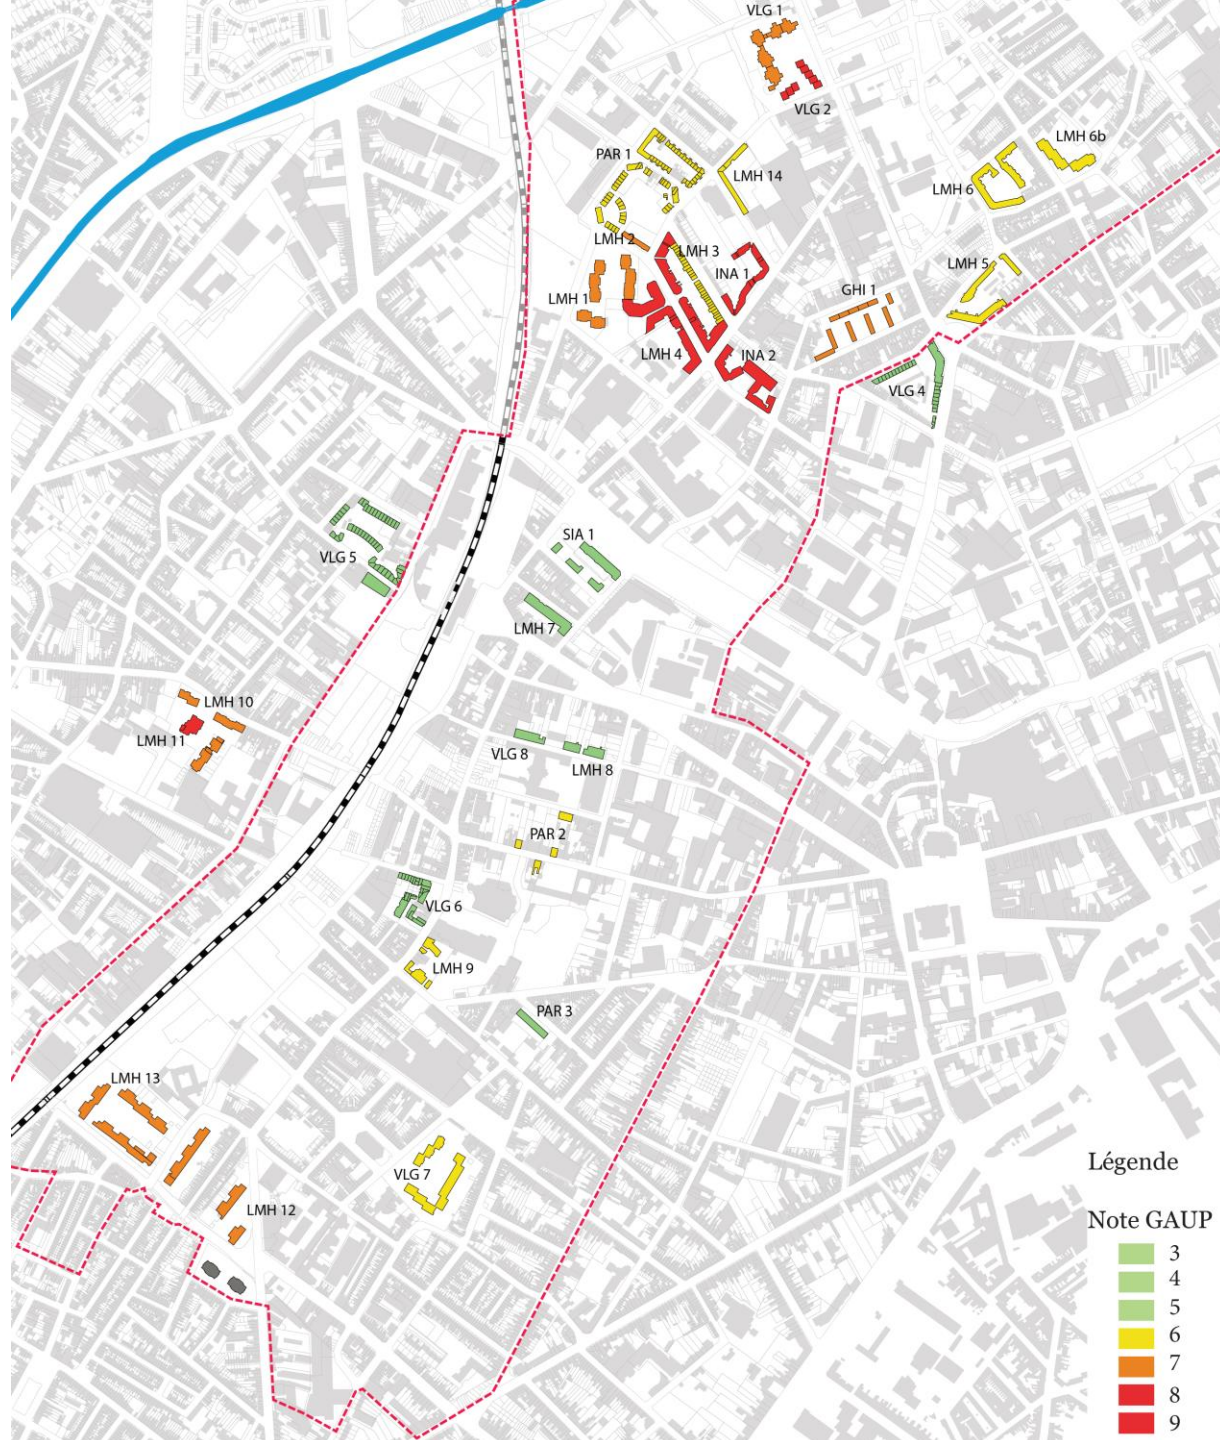 VLG 1
VLG 2
PAR 1
LMH 14
LMH 6b
LMH 6
LMH 2
LMH 3
INA 1
LMH 5
LMH 1
GHI 1
LMH 4
INA 2
VLG 4
SIA 1
VLG 5
LMH 7
LMH 10
LMH 11
VLG 8
LMH 8
PAR 2
VLG 6
LMH 9
PAR 3
LMH 13
VLG 7
LMH 12
Légende
Note GAUP
3
4
5
6
7
8
9